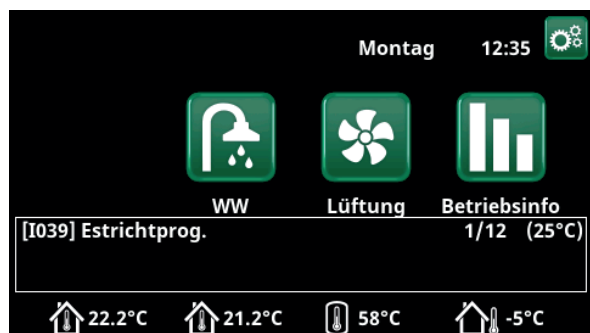 Montag 12:35
WW Lüftung Betriebsinfo
[I039] Estrichtprog. 1/12 (25°C)
22.2°C 21.2°C 58°C -5°C